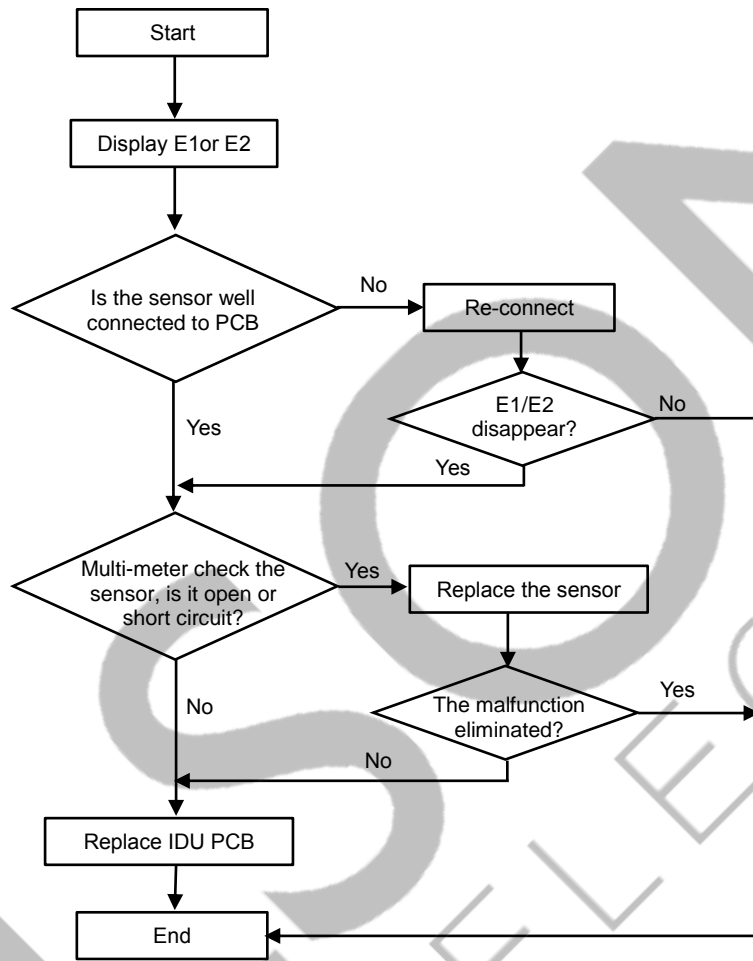 Start
Display E1or E2
Is the sensor well
connected to PCB
No
Re-connect
E1/E2
disappear?
No
Yes
Yes
Multi-meter check the
sensor, is it open or
short circuit?
Yes
Replace the sensor
No
The malfunction
eliminated?
Yes
No
Replace IDU PCB
End